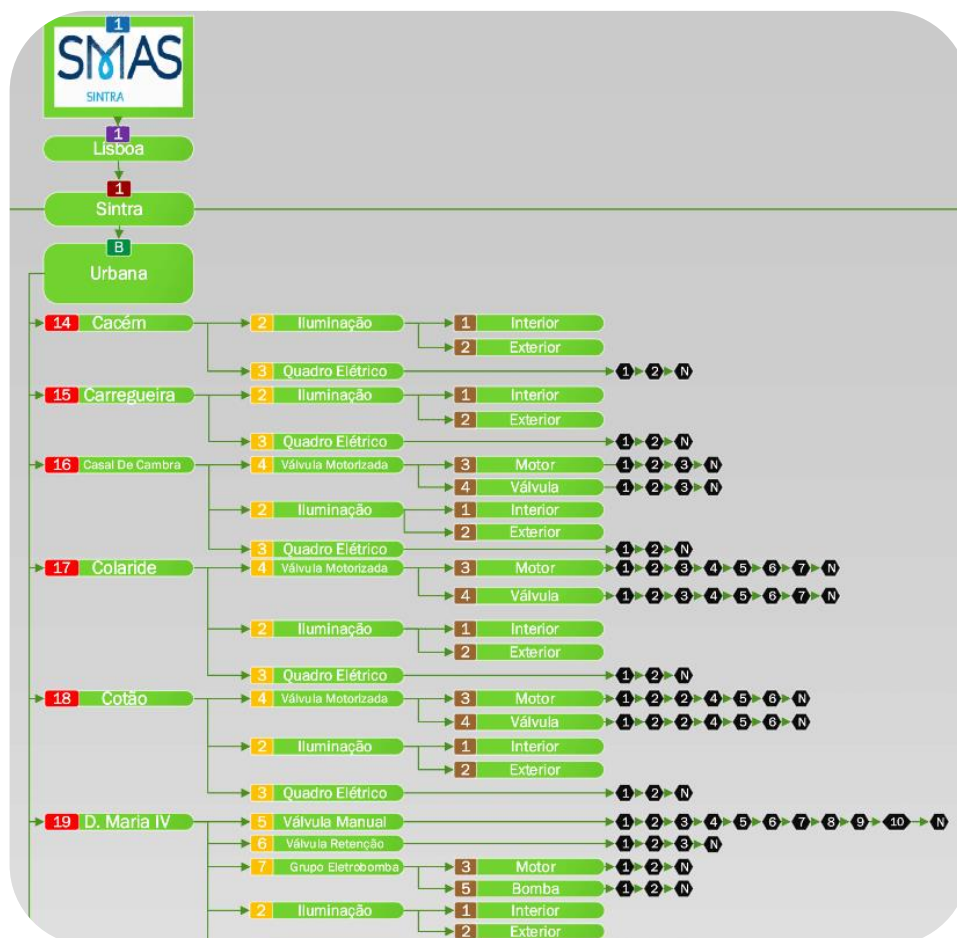 1
SMAS
SINTRA
1
Lisboa
1
Sintra
B
Urbana
14 Cacém 2 Iluminação 1 Interior
2 Exterior
3 Quadro Elétrico 1 2 N
15 Carregueira 2 Iluminação 1 Interior
2 Exterior
3 Quadro Elétrico 1 2 N
16 Casal De Cambra 4 Válvula Motorizada 3 Motor 1 2 3 N
4 Válvula 1 2 3 N
2 Iluminação 1 Interior
2 Exterior
3 Quadro Elétrico 1 2 N
17 Colaride 4 Válvula Motorizada 3 Motor 1 2 3 4 5 6 7 N
4 Válvula 1 2 3 4 5 6 7 N
2 Iluminação 1 Interior
2 Exterior
3 Quadro Elétrico 1 2 N
18 Cotão 4 Válvula Motorizada 3 Motor 1 2 2 4 5 6 N
4 Válvula 1 2 2 4 5 6 N
2 Iluminação 1 Interior
2 Exterior
3 Quadro Elétrico 1 2 N
19 D. Maria IV 5 Válvula Manual 1 2 3 4 5 6 7 8 9 10 N
6 Válvula Retenção 1 2 3 N
7 Grupo Eletrobomba 3 Motor 1 2 N
5 Bomba 1 2 N
2 Iluminação 1 Interior
2 Exterior